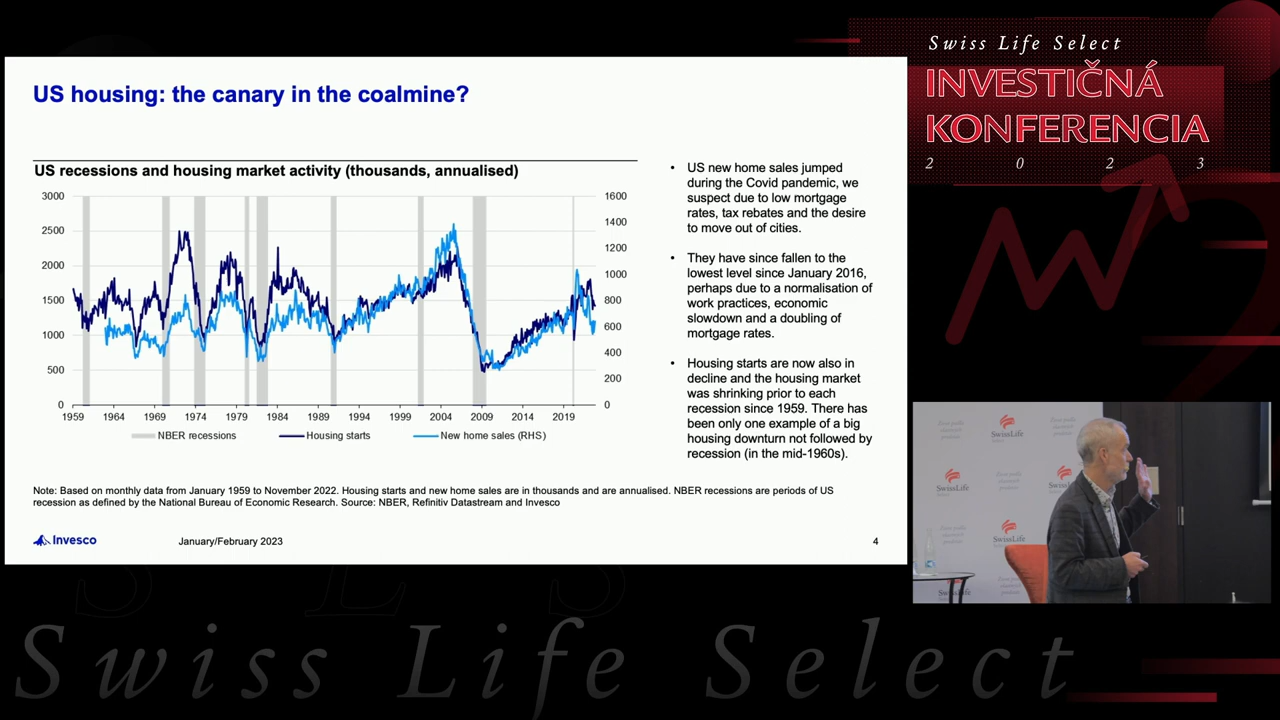 Swiss Life Select
INVESTIČNÁ
KONFERENCIA
2 0 2 3
US housing: the canary in the coalmine?
US recessions and housing market activity (thousands, annualised)
3000
2500
2000
1500
1000
500
0
1600
1400
1200
1000
800
600
400
200
0
1959 1964 1969 1974 1979 1984 1989 1994 1999 2004 2009 2014 2019
NBER recessions Housing starts New home sales (RHS)
• US new home sales jumped
during the Covid pandemic, we
suspect due to low mortgage
rates, tax rebates and the desire
to move out of cities.
• They have since fallen to the
lowest level since January 2016,
perhaps due to a normalisation of
work practices, economic
slowdown and a doubling of
mortgage rates.
• Housing starts are now also in
decline and the housing market
was shrinking prior to each
recession since 1959. There has
been only one example of a big
housing downturn not followed by
recession (in the mid-1960s).
Note: Based on monthly data from January 1959 to November 2022. Housing starts and new home sales are in thousands and are annualised. NBER recessions are periods of US
recession as defined by the National Bureau of Economic Research. Source: NBER, Refinitiv Datastream and Invesco
Invesco
January/February 2023
4
SwissLife
SwissLife
SwissLife
SwissLife
S L S
Swiss Life Select